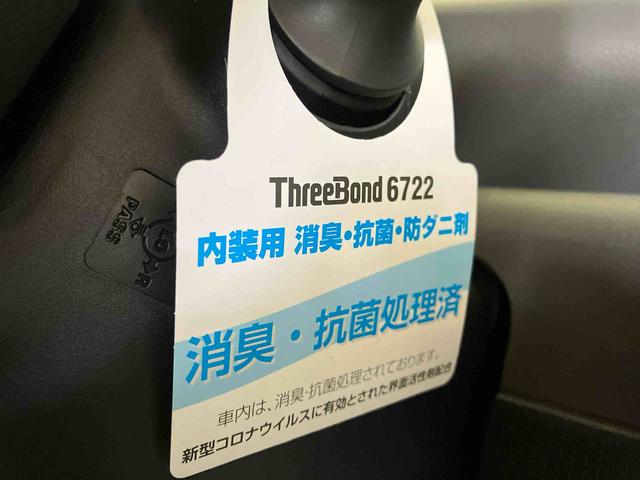 ThreeBond 6722
内装用 消臭・抗菌・防ダニ剤
消臭・抗菌処理済
車内は、消臭・抗菌処理されております。
新型コロナウイルスに有効とされた界面活性剤配合
PASS
LG
R